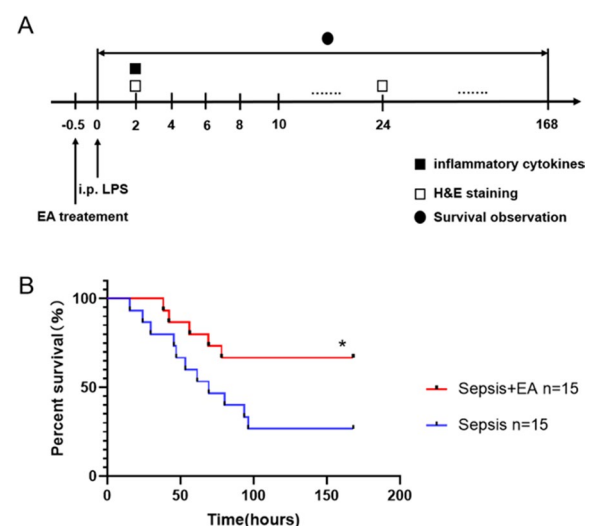 A
-0.5 0 2 4 6 8 10 ....... 24 ....... 168
i.p. LPS
EA treatement
inflammatory cytokines
H&E staining
Survival observation
B
Percent survival(%)
100
50
0
*
Sepsis+EA n=15
Sepsis n=15
0 50 100 150 200
Time(hours)